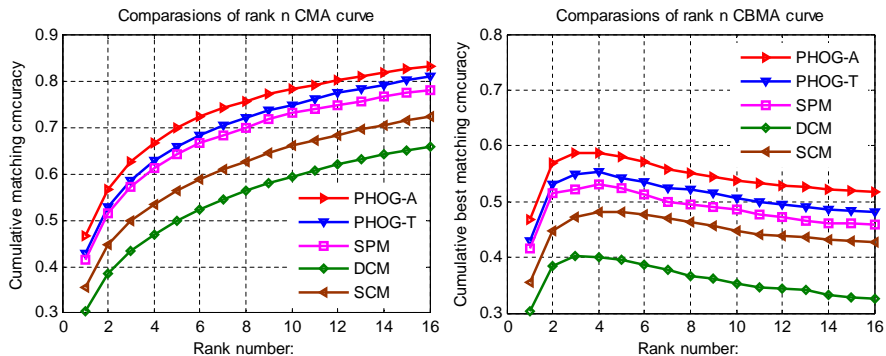 Comparasions of rank n CMA curve
Cumulative matching cmcuracy
0.9
0.8
0.7
0.6
0.5
0.4
0.3
0 2 4 6 8 10 12 14 16
Rank number:
PHOG-A
PHOG-T
SPM
DCM
SCM
Comparasions of rank n CBMA curve
Cumulative best matching cmcuracy
0.8
0.7
0.6
0.5
0.4
0.3
0 2 4 6 8 10 12 14 16
Rank number:
PHOG-A
PHOG-T
SPM
DCM
SCM